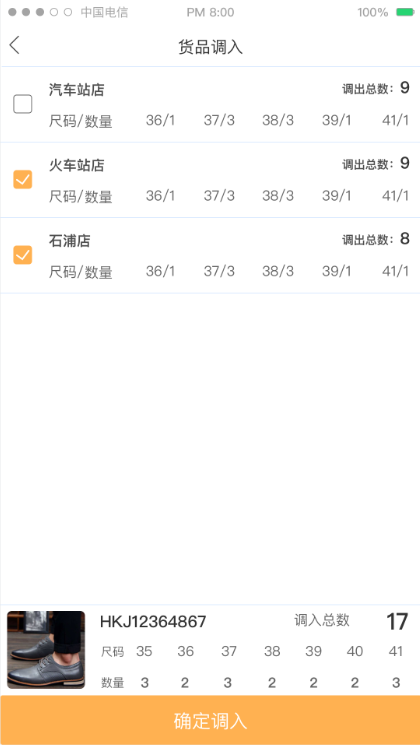 中国电信 PM 8:00 100%
货品调入
汽车站店 调出总数：9
尺码/数量 36/1 37/3 38/3 39/1 41/1
火车站店 调出总数：9
尺码/数量 36/1 37/3 38/3 39/1 41/1
石浦店 调出总数：8
尺码/数量 36/1 37/3 38/3 39/1 41/1
HKJ12364867 调入总数 17
尺码 35 36 37 38 39 40 41
数量 3 2 3 2 2 2 3
确定调入